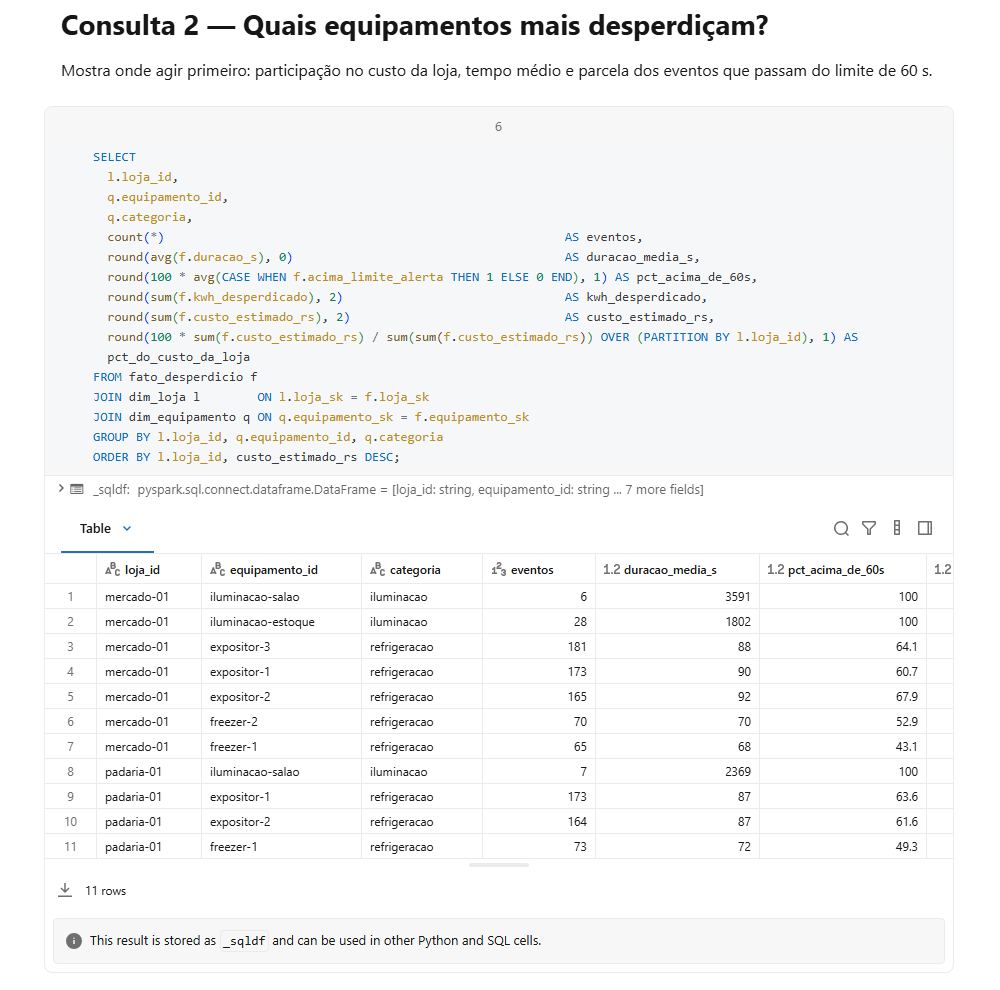 Consulta 2 — Quais equipamentos mais desperdiçam?
Mostra onde agir primeiro: participação no custo da loja, tempo médio e parcela dos eventos que passam do limite de 60 s.
6
SELECT
l.loja_id,
q.equipamento_id,
q.categoria,
count(*) AS eventos,
round(avg(f.duracao_s), 0) AS duracao_media_s,
round(100 * avg(CASE WHEN f.acima_limite_alerta THEN 1 ELSE 0 END), 1) AS pct_acima_de_60s,
round(sum(f.kwh_desperdicado), 2) AS kwh_desperdicado,
round(sum(f.custo_estimado_rs), 2) AS custo_estimado_rs,
round(100 * sum(f.custo_estimado_rs) / sum(sum(f.custo_estimado_rs)) OVER (PARTITION BY l.loja_id), 1) AS
pct_do_custo_da_loja
FROM fato_desperdicio f
JOIN dim_loja l ON l.loja_sk = f.loja_sk
JOIN dim_equipamento q ON q.equipamento_sk = f.equipamento_sk
GROUP BY l.loja_id, q.equipamento_id, q.categoria
ORDER BY l.loja_id, custo_estimado_rs DESC;
_sqldf: pyspark.sql.connect.dataframe.DataFrame = [loja_id: string, equipamento_id: string ... 7 more fields]
Table
ABC loja_id ABC equipamento_id ABC categoria 123 eventos 1.2 duracao_media_s 1.2 pct_acima_de_60s 1.2
1 mercado-01 iluminacao-salao iluminacao 6 3591 100
2 mercado-01 iluminacao-estoque iluminacao 28 1802 100
3 mercado-01 expositor-3 refrigeracao 181 88 64.1
4 mercado-01 expositor-1 refrigeracao 173 90 60.7
5 mercado-01 expositor-2 refrigeracao 165 92 67.9
6 mercado-01 freezer-2 refrigeracao 70 70 52.9
7 mercado-01 freezer-1 refrigeracao 65 68 43.1
8 padaria-01 iluminacao-salao iluminacao 7 2369 100
9 padaria-01 expositor-1 refrigeracao 173 87 63.6
10 padaria-01 expositor-2 refrigeracao 164 87 61.6
11 padaria-01 freezer-1 refrigeracao 73 72 49.3
11 rows
This result is stored as _sqldf and can be used in other Python and SQL cells.